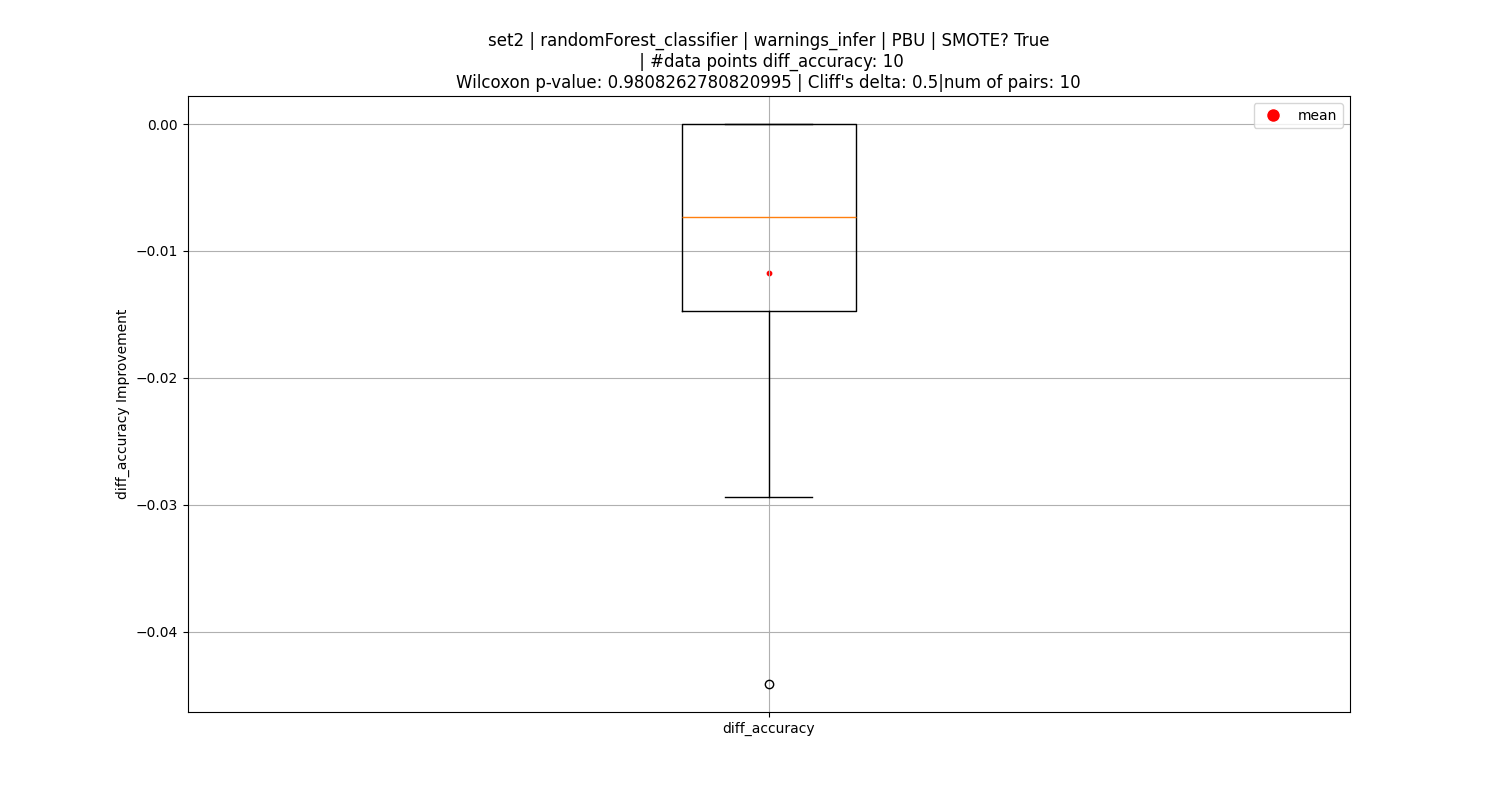 set2 | randomForest_classifier | warnings_infer | PBU | SMOTE? True
| #data points diff_accuracy: 10
Wilcoxon p-value: 0.9808262780820995 | Cliff's delta: 0.5|num of pairs: 10
mean
0.00
−0.01
−0.02
−0.03
−0.04
diff_accuracy Improvement
diff_accuracy